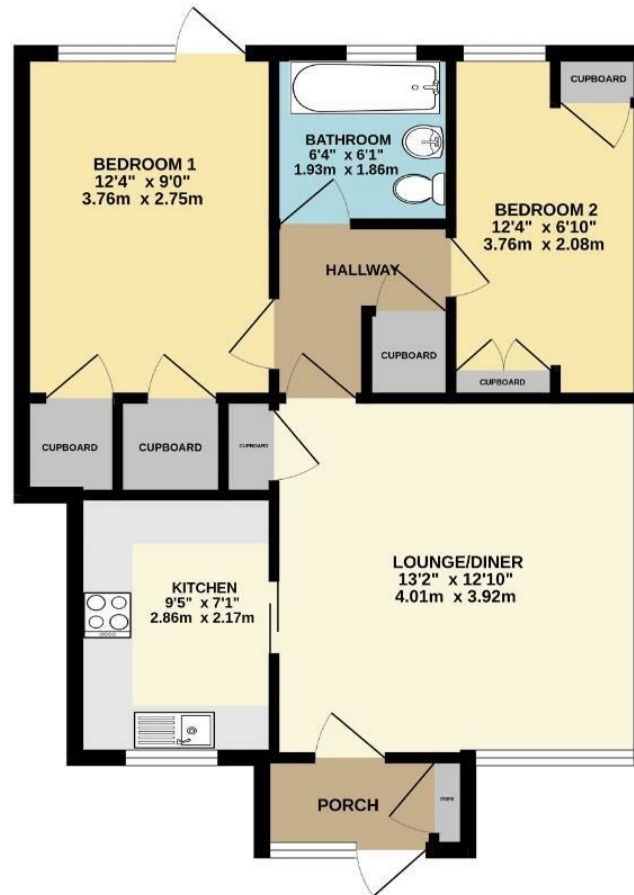 CUPBOARD
BEDROOM 1
12'4" x 9'0"
3.76m x 2.75m
BATHROOM
6'4" x 6'1"
1.93m x 1.86m
BEDROOM 2
12'4" x 6'10"
3.76m x 2.08m
HALLWAY
CUPBOARD
CUPBOARD
CUPBOARD
CUPBOARD
CUPBOARD
LOUNGE/DINER
13'2" x 12'10"
4.01m x 3.92m
KITCHEN
9'5" x 7'1"
2.86m x 2.17m
PORCH